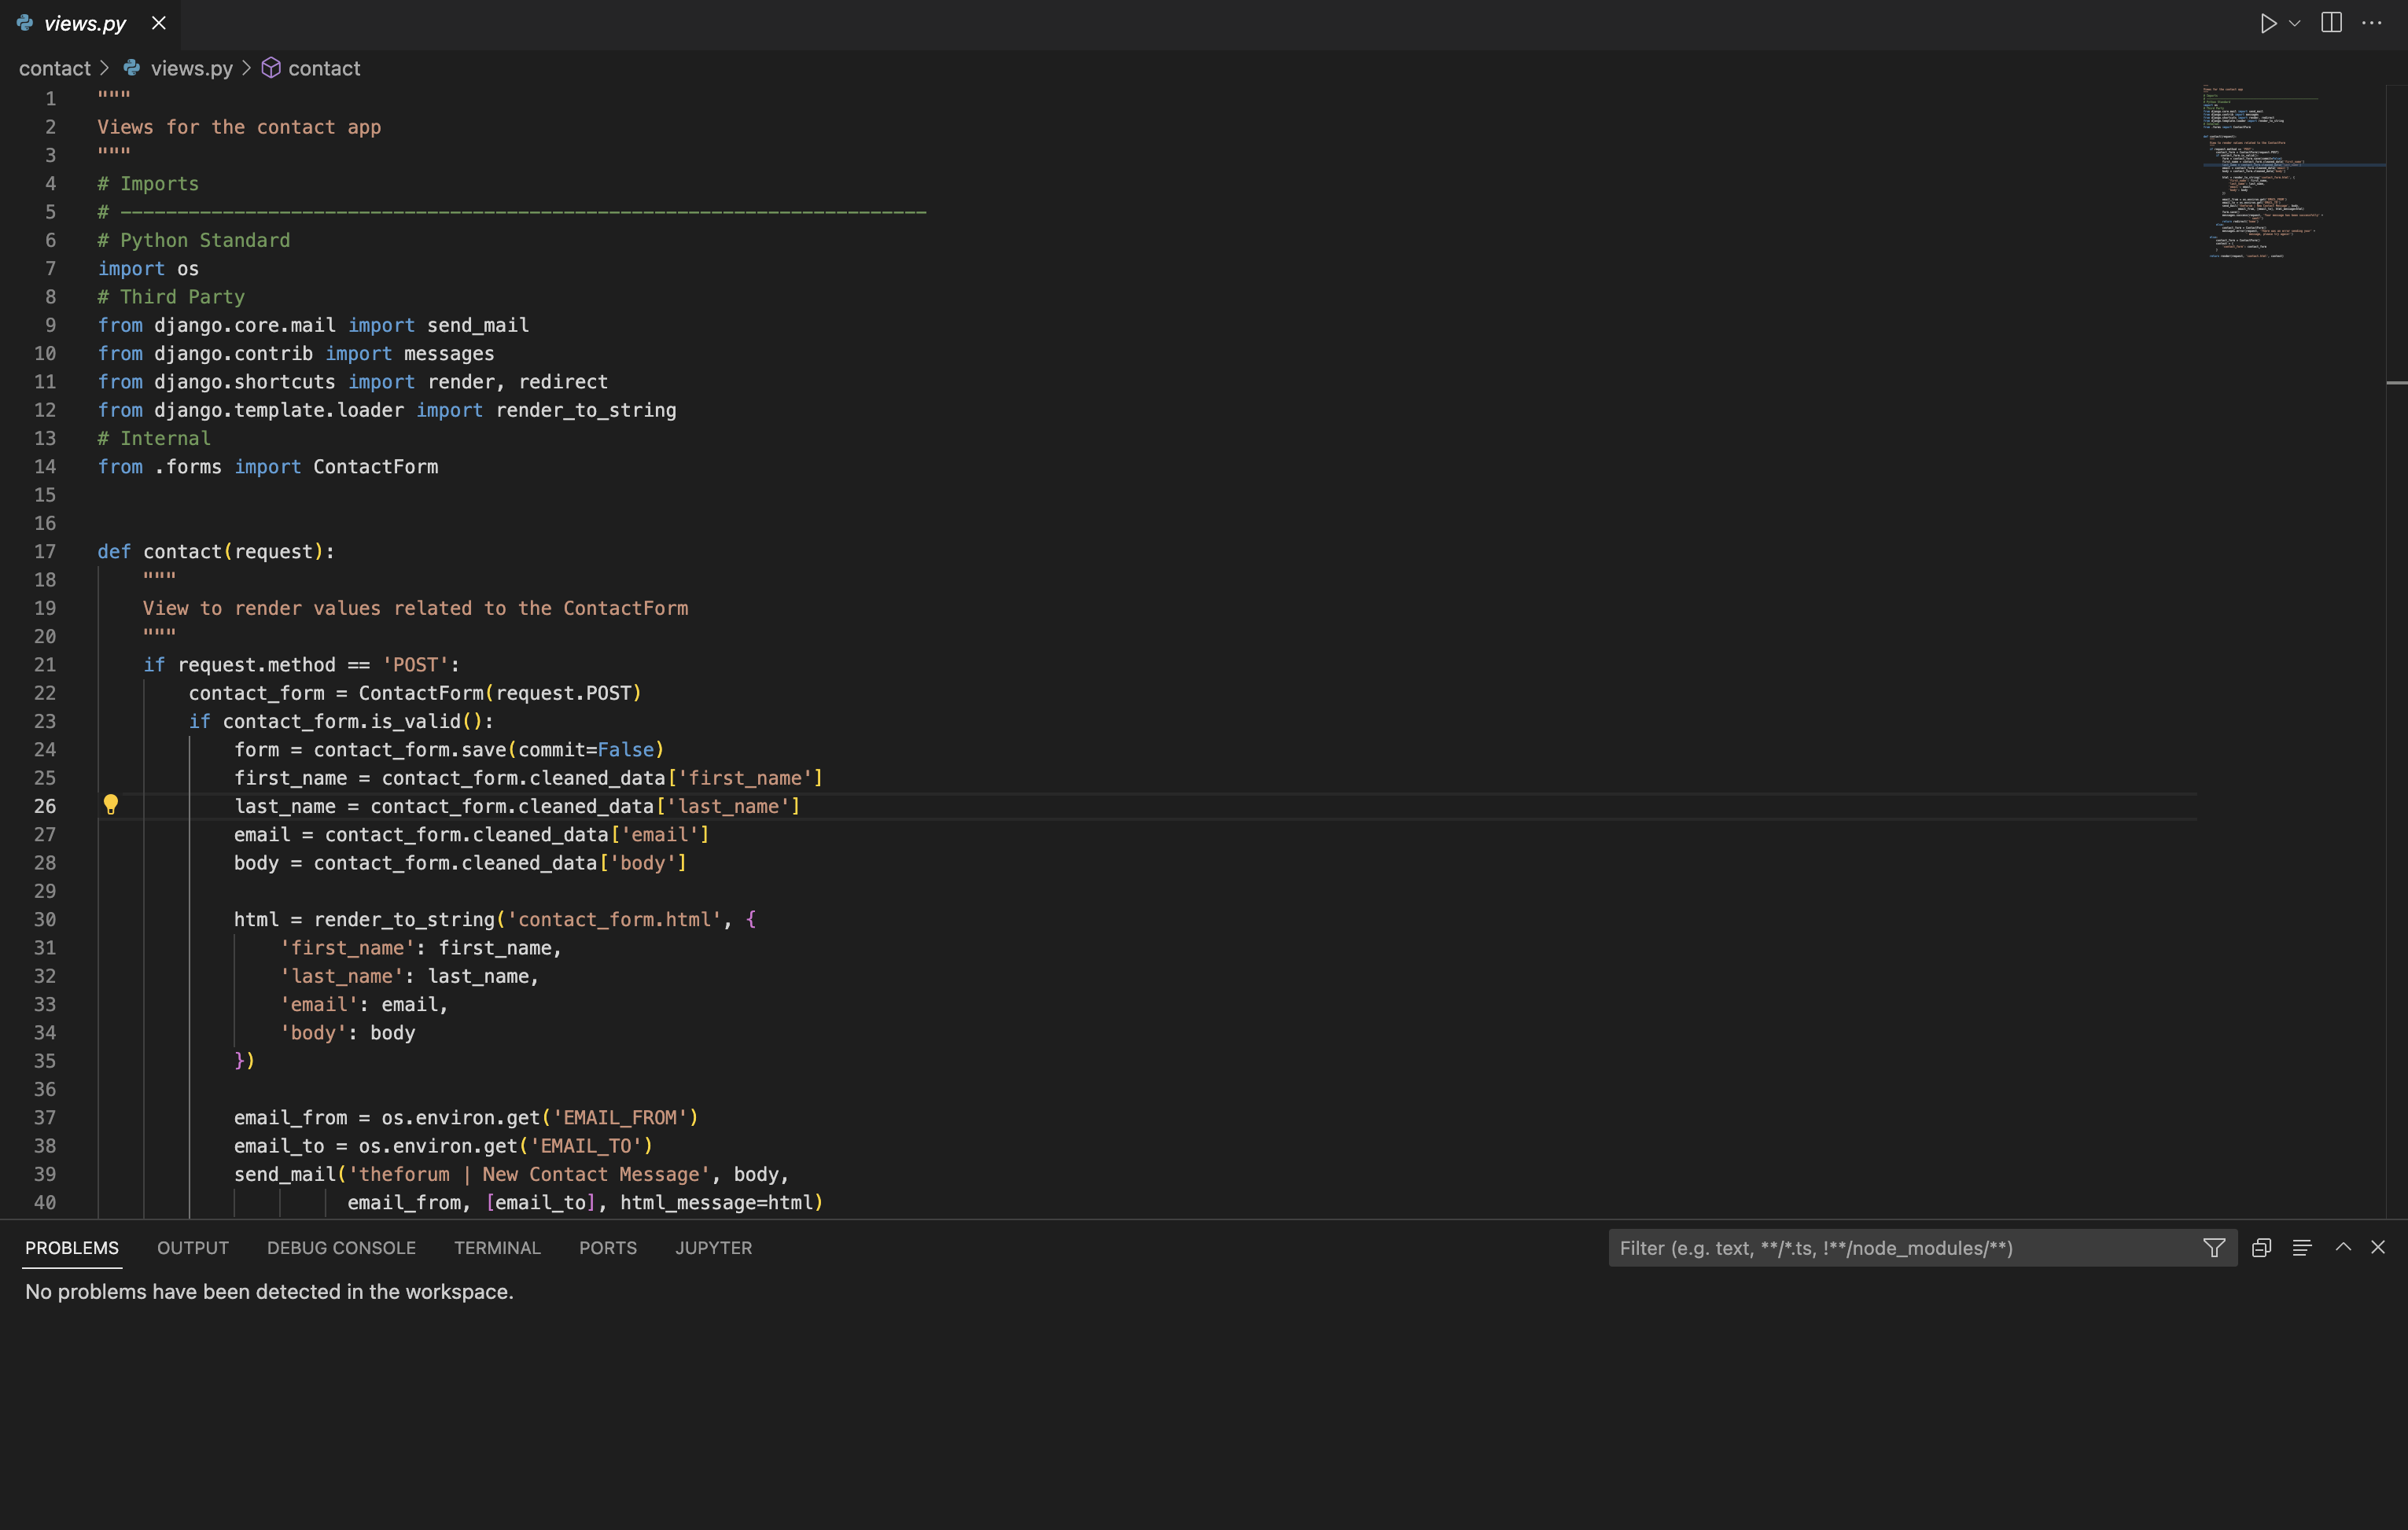 views.py
contact > views.py > contact
1 """
2 Views for the contact app
3 """
4 # Imports
5 # -----------------------------------------------------------------------
6 # Python Standard
7 import os
8 # Third Party
9 from django.core.mail import send_mail
10 from django.contrib import messages
11 from django.shortcuts import render, redirect
12 from django.template.loader import render_to_string
13 # Internal
14 from .forms import ContactForm
15
16
17 def contact(request):
18     """
19     View to render values related to the ContactForm
20     """
21     if request.method == 'POST':
22         contact_form = ContactForm(request.POST)
23         if contact_form.is_valid():
24             form = contact_form.save(commit=False)
25             first_name = contact_form.cleaned_data['first_name']
26             last_name = contact_form.cleaned_data['last_name']
27             email = contact_form.cleaned_data['email']
28             body = contact_form.cleaned_data['body']
29
30             html = render_to_string('contact_form.html', {
31                 'first_name': first_name,
32                 'last_name': last_name,
33                 'email': email,
34                 'body': body
35             })
36
37             email_from = os.environ.get('EMAIL_FROM')
38             email_to = os.environ.get('EMAIL_TO')
39             send_mail('theforum | New Contact Message', body,
40                       email_from, [email_to], html_message=html)
PROBLEMS OUTPUT DEBUG CONSOLE TERMINAL PORTS JUPYTER Filter (e.g. text, **/*.ts, !**/node_modules/**)
No problems have been detected in the workspace.